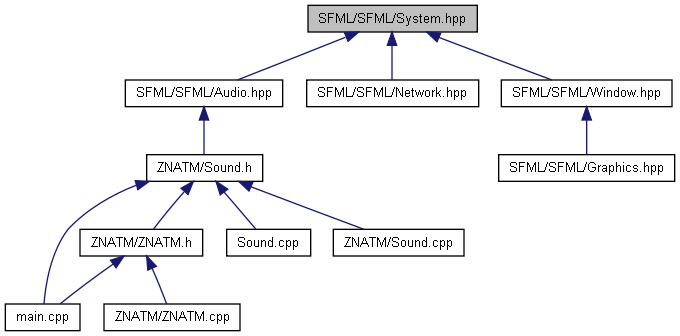 SFML/SFML/System.hpp
SFML/SFML/Audio.hpp
SFML/SFML/Network.hpp
SFML/SFML/Window.hpp
ZNATM/Sound.h
SFML/SFML/Graphics.hpp
ZNATM/ZNATM.h
Sound.cpp
ZNATM/Sound.cpp
main.cpp
ZNATM/ZNATM.cpp